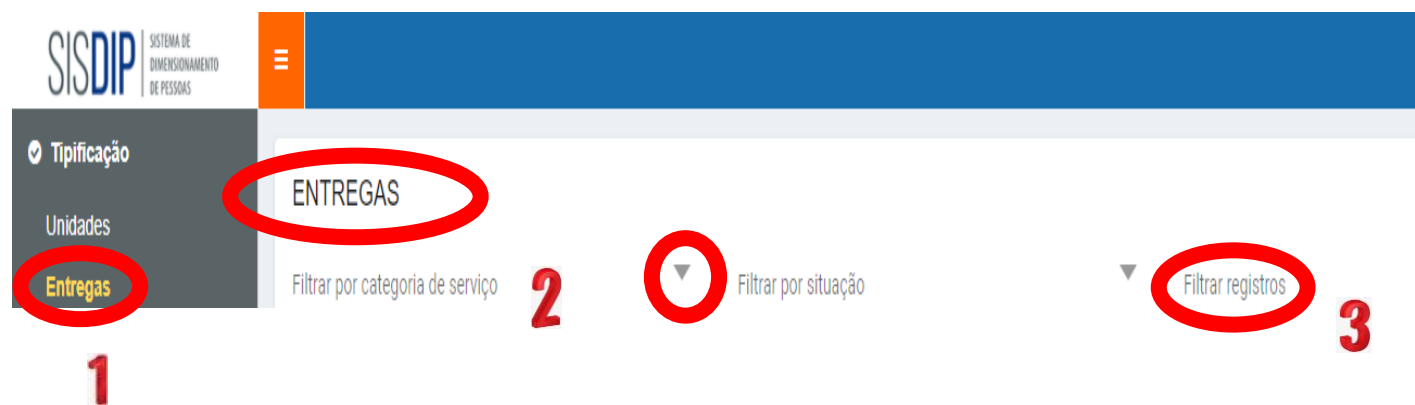 SISDIP
SISTEMA DE
DIMENSIONAMENTO
DE PESSOAS
Tipificação
Unidades
Entregas
1
ENTREGAS
Filtrar por categoria de serviço
2
Filtrar por situação
Filtrar registros
3